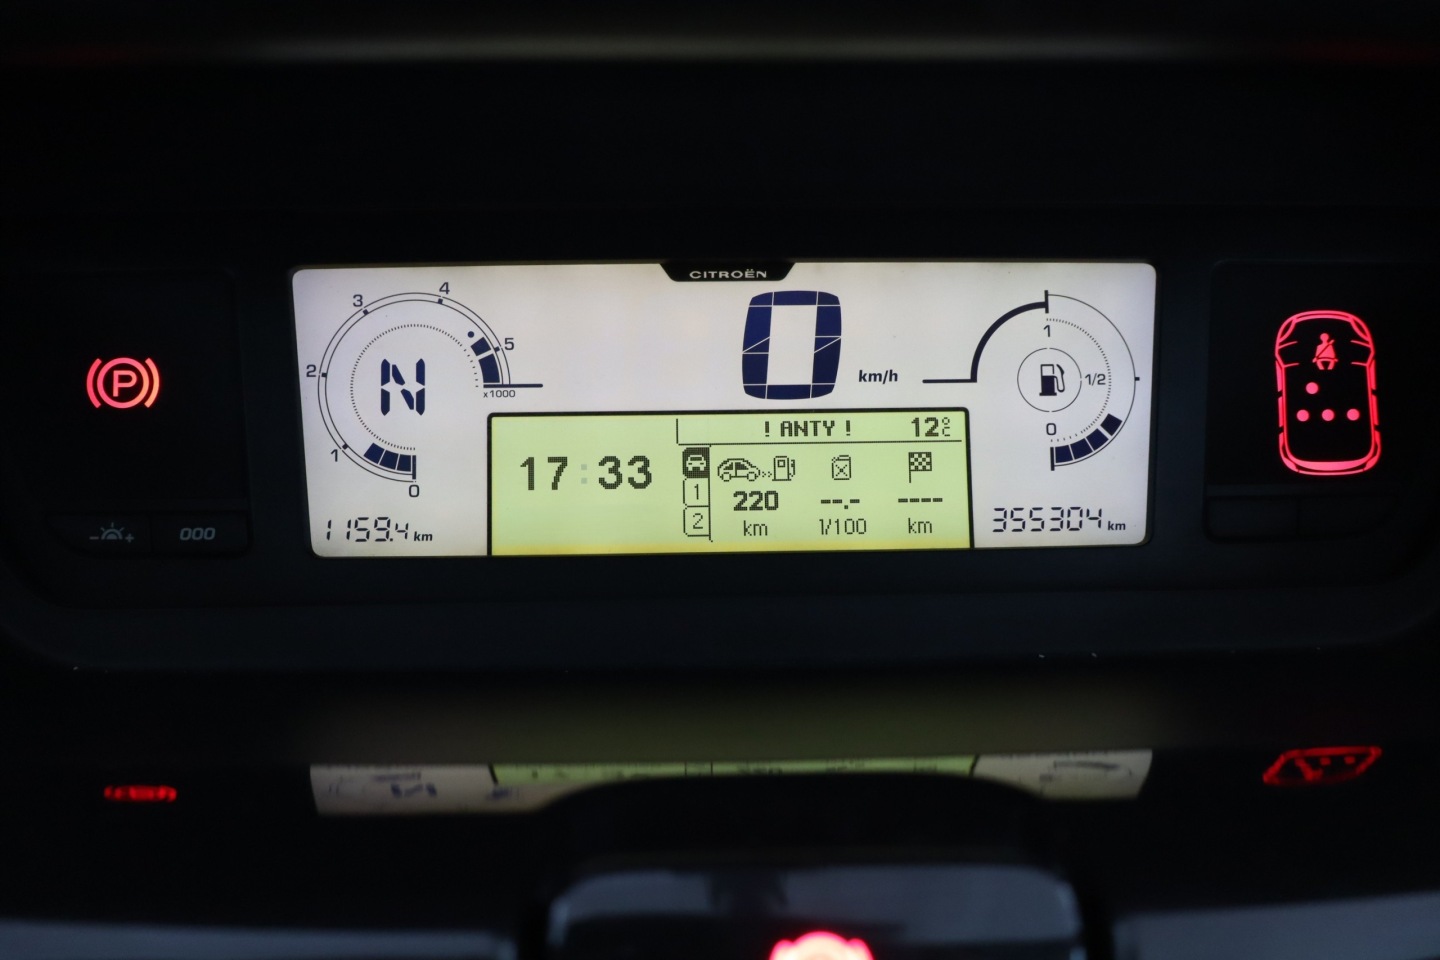 CITROËN
4
3
5
2
x1000
1
0
N
1159.4 km
0
km/h
! ANTY !
12°C
17:33
1
2
220
--.-
----
km
l/100
km
1
1/2
0
355304 km
P
- +
000